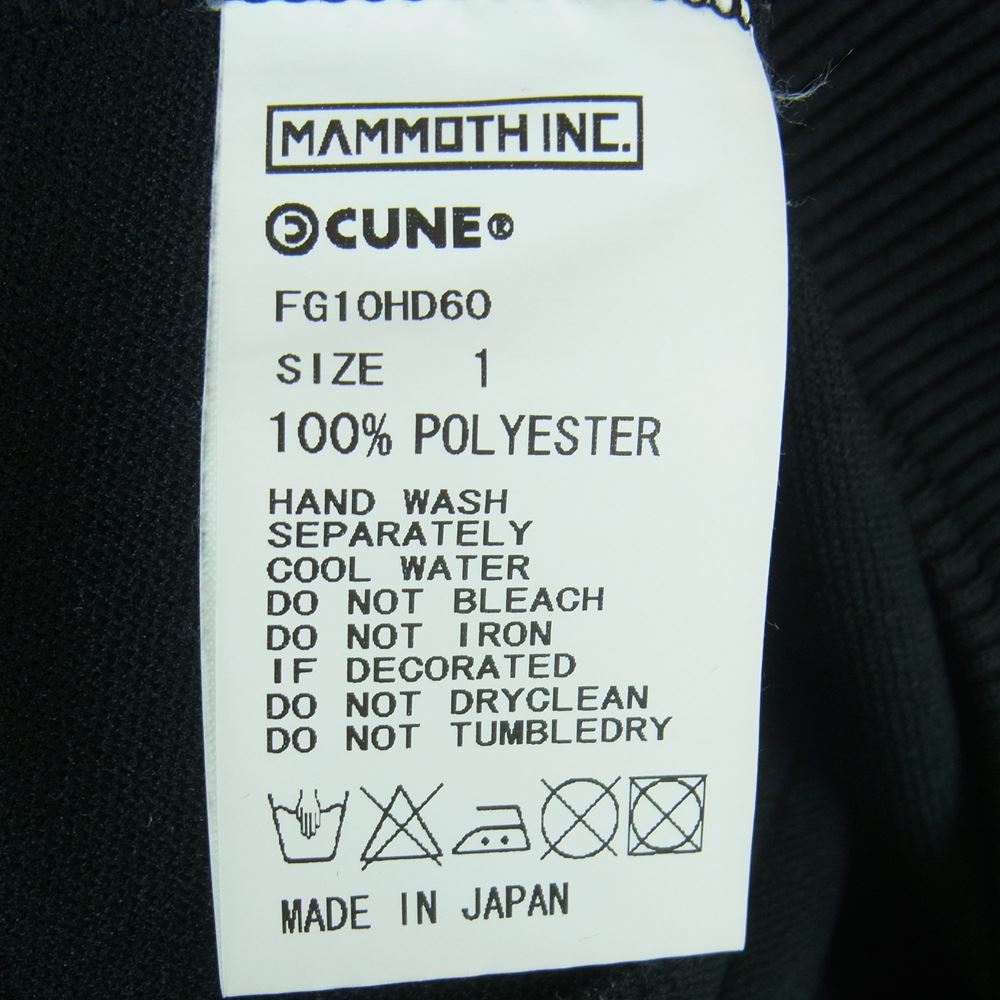 MAMMOTH INC.
CUNE®
FG10HD60
SIZE 1
100% POLYESTER
HAND WASH
SEPARATELY
COOL WATER
DO NOT BLEACH
DO NOT IRON
IF DECORATED
DO NOT DRYCLEAN
DO NOT TUMBLEDRY
MADE IN JAPAN